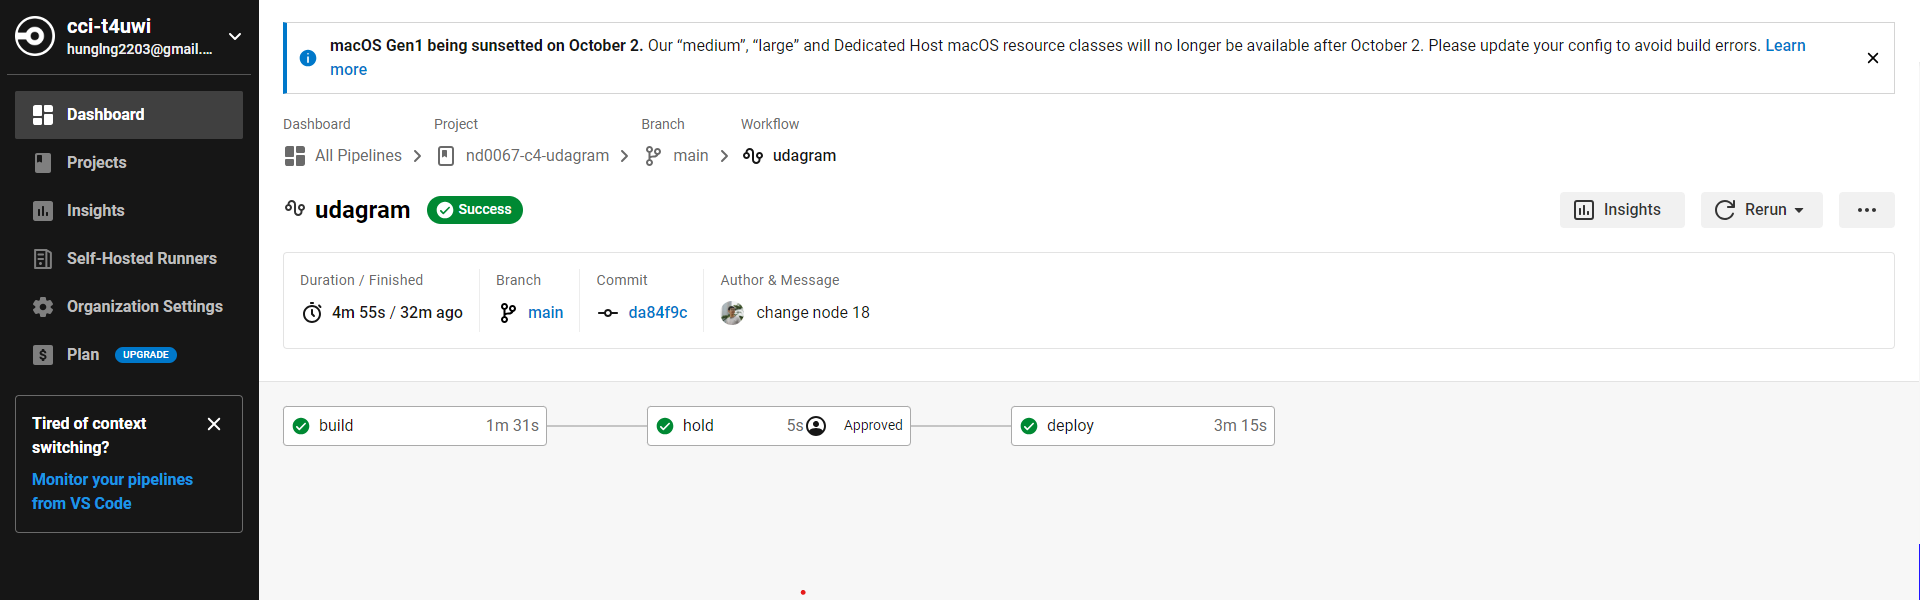 cci-t4uwi
hunglng2203@gmail....
Dashboard
Projects
Insights
Self-Hosted Runners
Organization Settings
Plan UPGRADE
Tired of context
switching?
Monitor your pipelines
from VS Code
macOS Gen1 being sunsetted on October 2. Our “medium”, “large” and Dedicated Host macOS resource classes will no longer be available after October 2. Please update your config to avoid build errors. Learn
more
Dashboard Project Branch Workflow
All Pipelines nd0067-c4-udagram main udagram
udagram Success
Insights Rerun
Duration / Finished Branch Commit Author & Message
4m 55s / 32m ago main da84f9c change node 18
build 1m 31s hold 5s Approved deploy 3m 15s